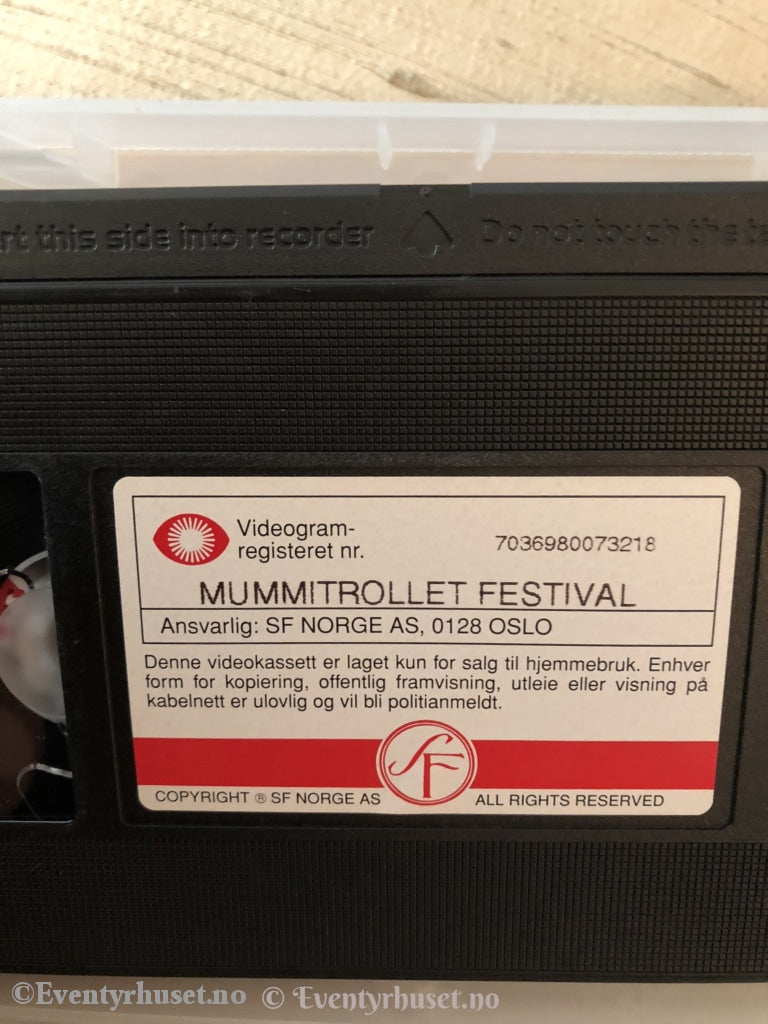 rt this side into recorder Do not touch the ta
Videogram-
registeret nr. 7036980073218
MUMMITROLLET FESTIVAL
Ansvarlig: SF NORGE AS, 0128 OSLO
Denne videokassett er laget kun for salg til hjemmebruk. Enhver
form for kopiering, offentlig framvisning, utleie eller visning på
kabelnett er ulovlig og vil bli politianmeldt.
SF
COPYRIGHT ® SF NORGE AS ALL RIGHTS RESERVED
©Eventyrhuset.no © Eventyrhuset.no